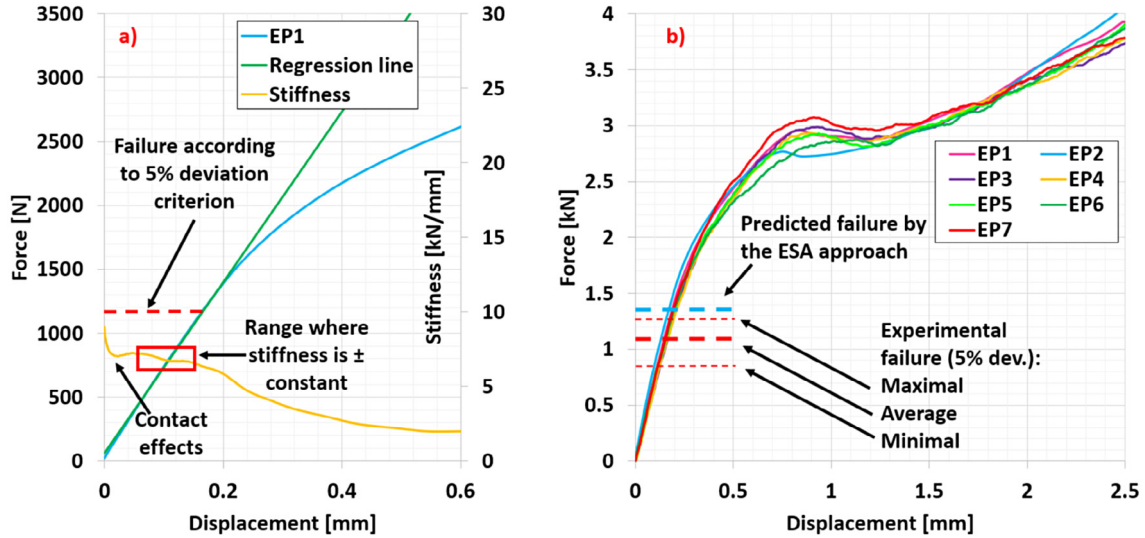 a)
EP1
Regression line
Stiffness
Failure according
to 5% deviation
criterion
Range where
stiffness is ±
constant
Contact
effects
Force [N]
3500
3000
2500
2000
1500
1000
500
0
Stiffness [kN/mm]
30
25
20
15
10
5
0
0
0.2
0.4
0.6
Displacement [mm]
b)
EP1
EP2
EP3
EP4
EP5
EP6
EP7
Predicted failure by
the ESA approach
Experimental
failure (5% dev.):
Maximal
Average
Minimal
Force [kN]
4
3.5
3
2.5
2
1.5
1
0.5
0
0
0.5
1
1.5
2
2.5
Displacement [mm]